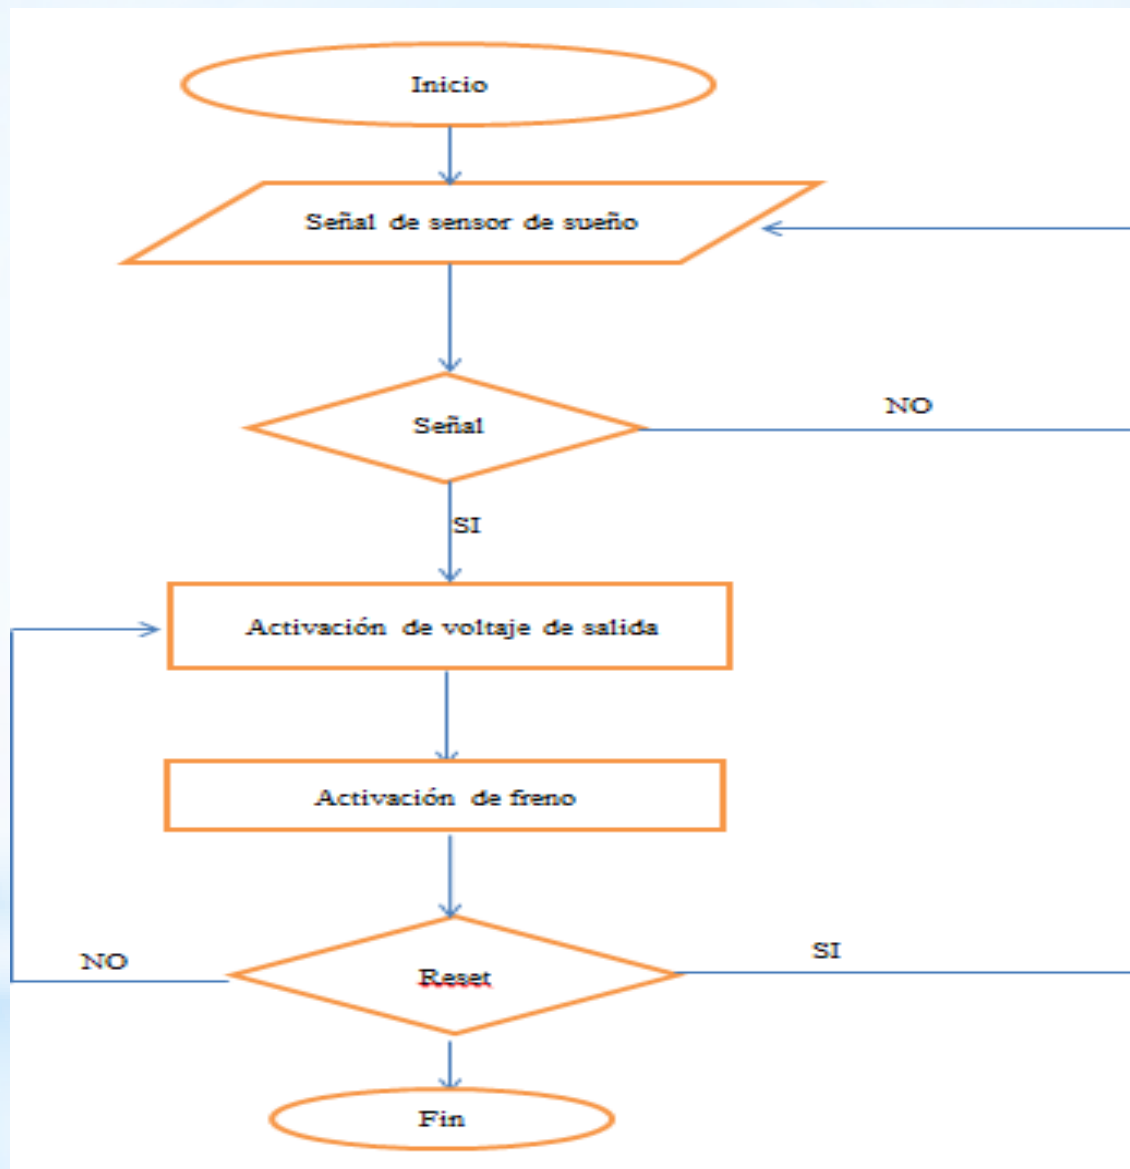 Inicio
Señal de sensor de sueño
Señal
NO
SI
Activación de voltaje de salida
Activación de freno
NO
Reset
SI
Fin